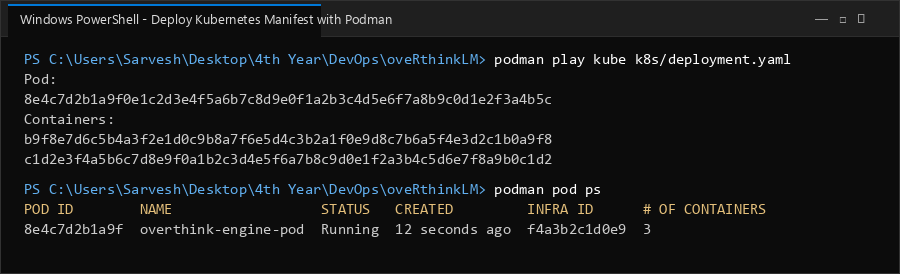 Windows PowerShell - Deploy Kubernetes Manifest with Podman
PS C:\Users\Sarvesh\Desktop\4th Year\DevOps\oveRthinkLM> podman play kube k8s/deployment.yaml
Pod:
8e4c7d2b1a9f0e1c2d3e4f5a6b7c8d9e0f1a2b3c4d5e6f7a8b9c0d1e2f3a4b5c
Containers:
b9f8e7d6c5b4a3f2e1d0c9b8a7f6e5d4c3b2a1f0e9d8c7b6a5f4e3d2c1b0a9f8
c1d2e3f4a5b6c7d8e9f0a1b2c3d4e5f6a7b8c9d0e1f2a3b4c5d6e7f8a9b0c1d2
PS C:\Users\Sarvesh\Desktop\4th Year\DevOps\oveRthinkLM> podman pod ps
POD ID NAME STATUS CREATED INFRA ID # OF CONTAINERS
8e4c7d2b1a9f overthink-engine-pod Running 12 seconds ago f4a3b2c1d0e9 3